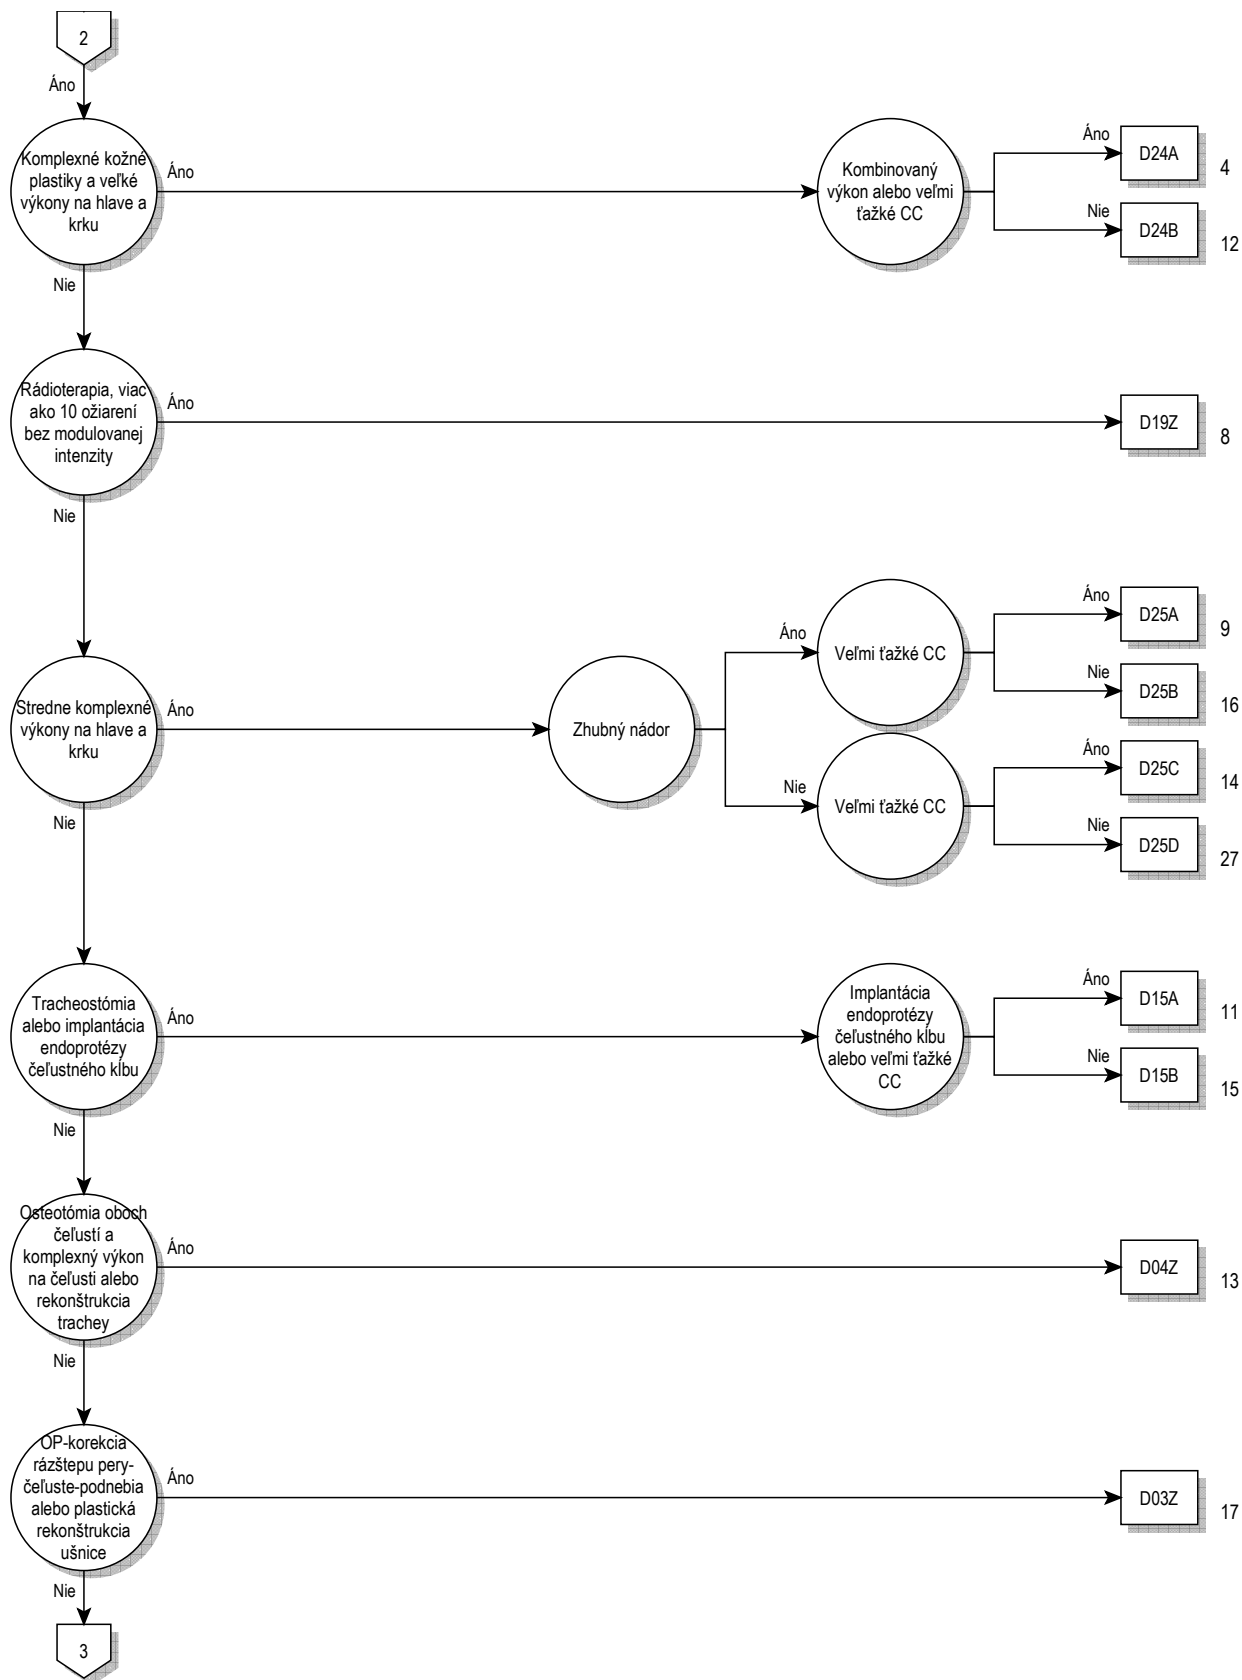 2
Áno
Komplexné kožné
plastiky a veľké
výkony na hlave a
krku
Áno
Kombinovaný
výkon alebo veľmi
ťažké CC
Áno
D24A
4
Nie
D24B
12
Nie
Rádioterapia, viac
ako 10 ožiarení
bez modulovanej
intenzity
Áno
D19Z
8
Nie
Stredne komplexné
výkony na hlave a
krku
Áno
Zhubný nádor
Áno
Veľmi ťažké CC
Áno
D25A
9
Nie
D25B
16
Nie
Veľmi ťažké CC
Áno
D25C
14
Nie
D25D
27
Nie
Tracheostómia
alebo implantácia
endoprotézy
čeľustného kĺbu
Áno
Implantácia
endoprotézy
čeľustného kĺbu
alebo veľmi ťažké
CC
Áno
D15A
11
Nie
D15B
15
Nie
Osteotómia oboch
čeľustí a
komplexný výkon
na čeľusti alebo
rekonštrukcia
trachey
Áno
D04Z
13
Nie
OP-korekcia
rázštepu pery-
čeľuste-podnebia
alebo plastická
rekonštrukcia
ušnice
Áno
D03Z
17
Nie
3